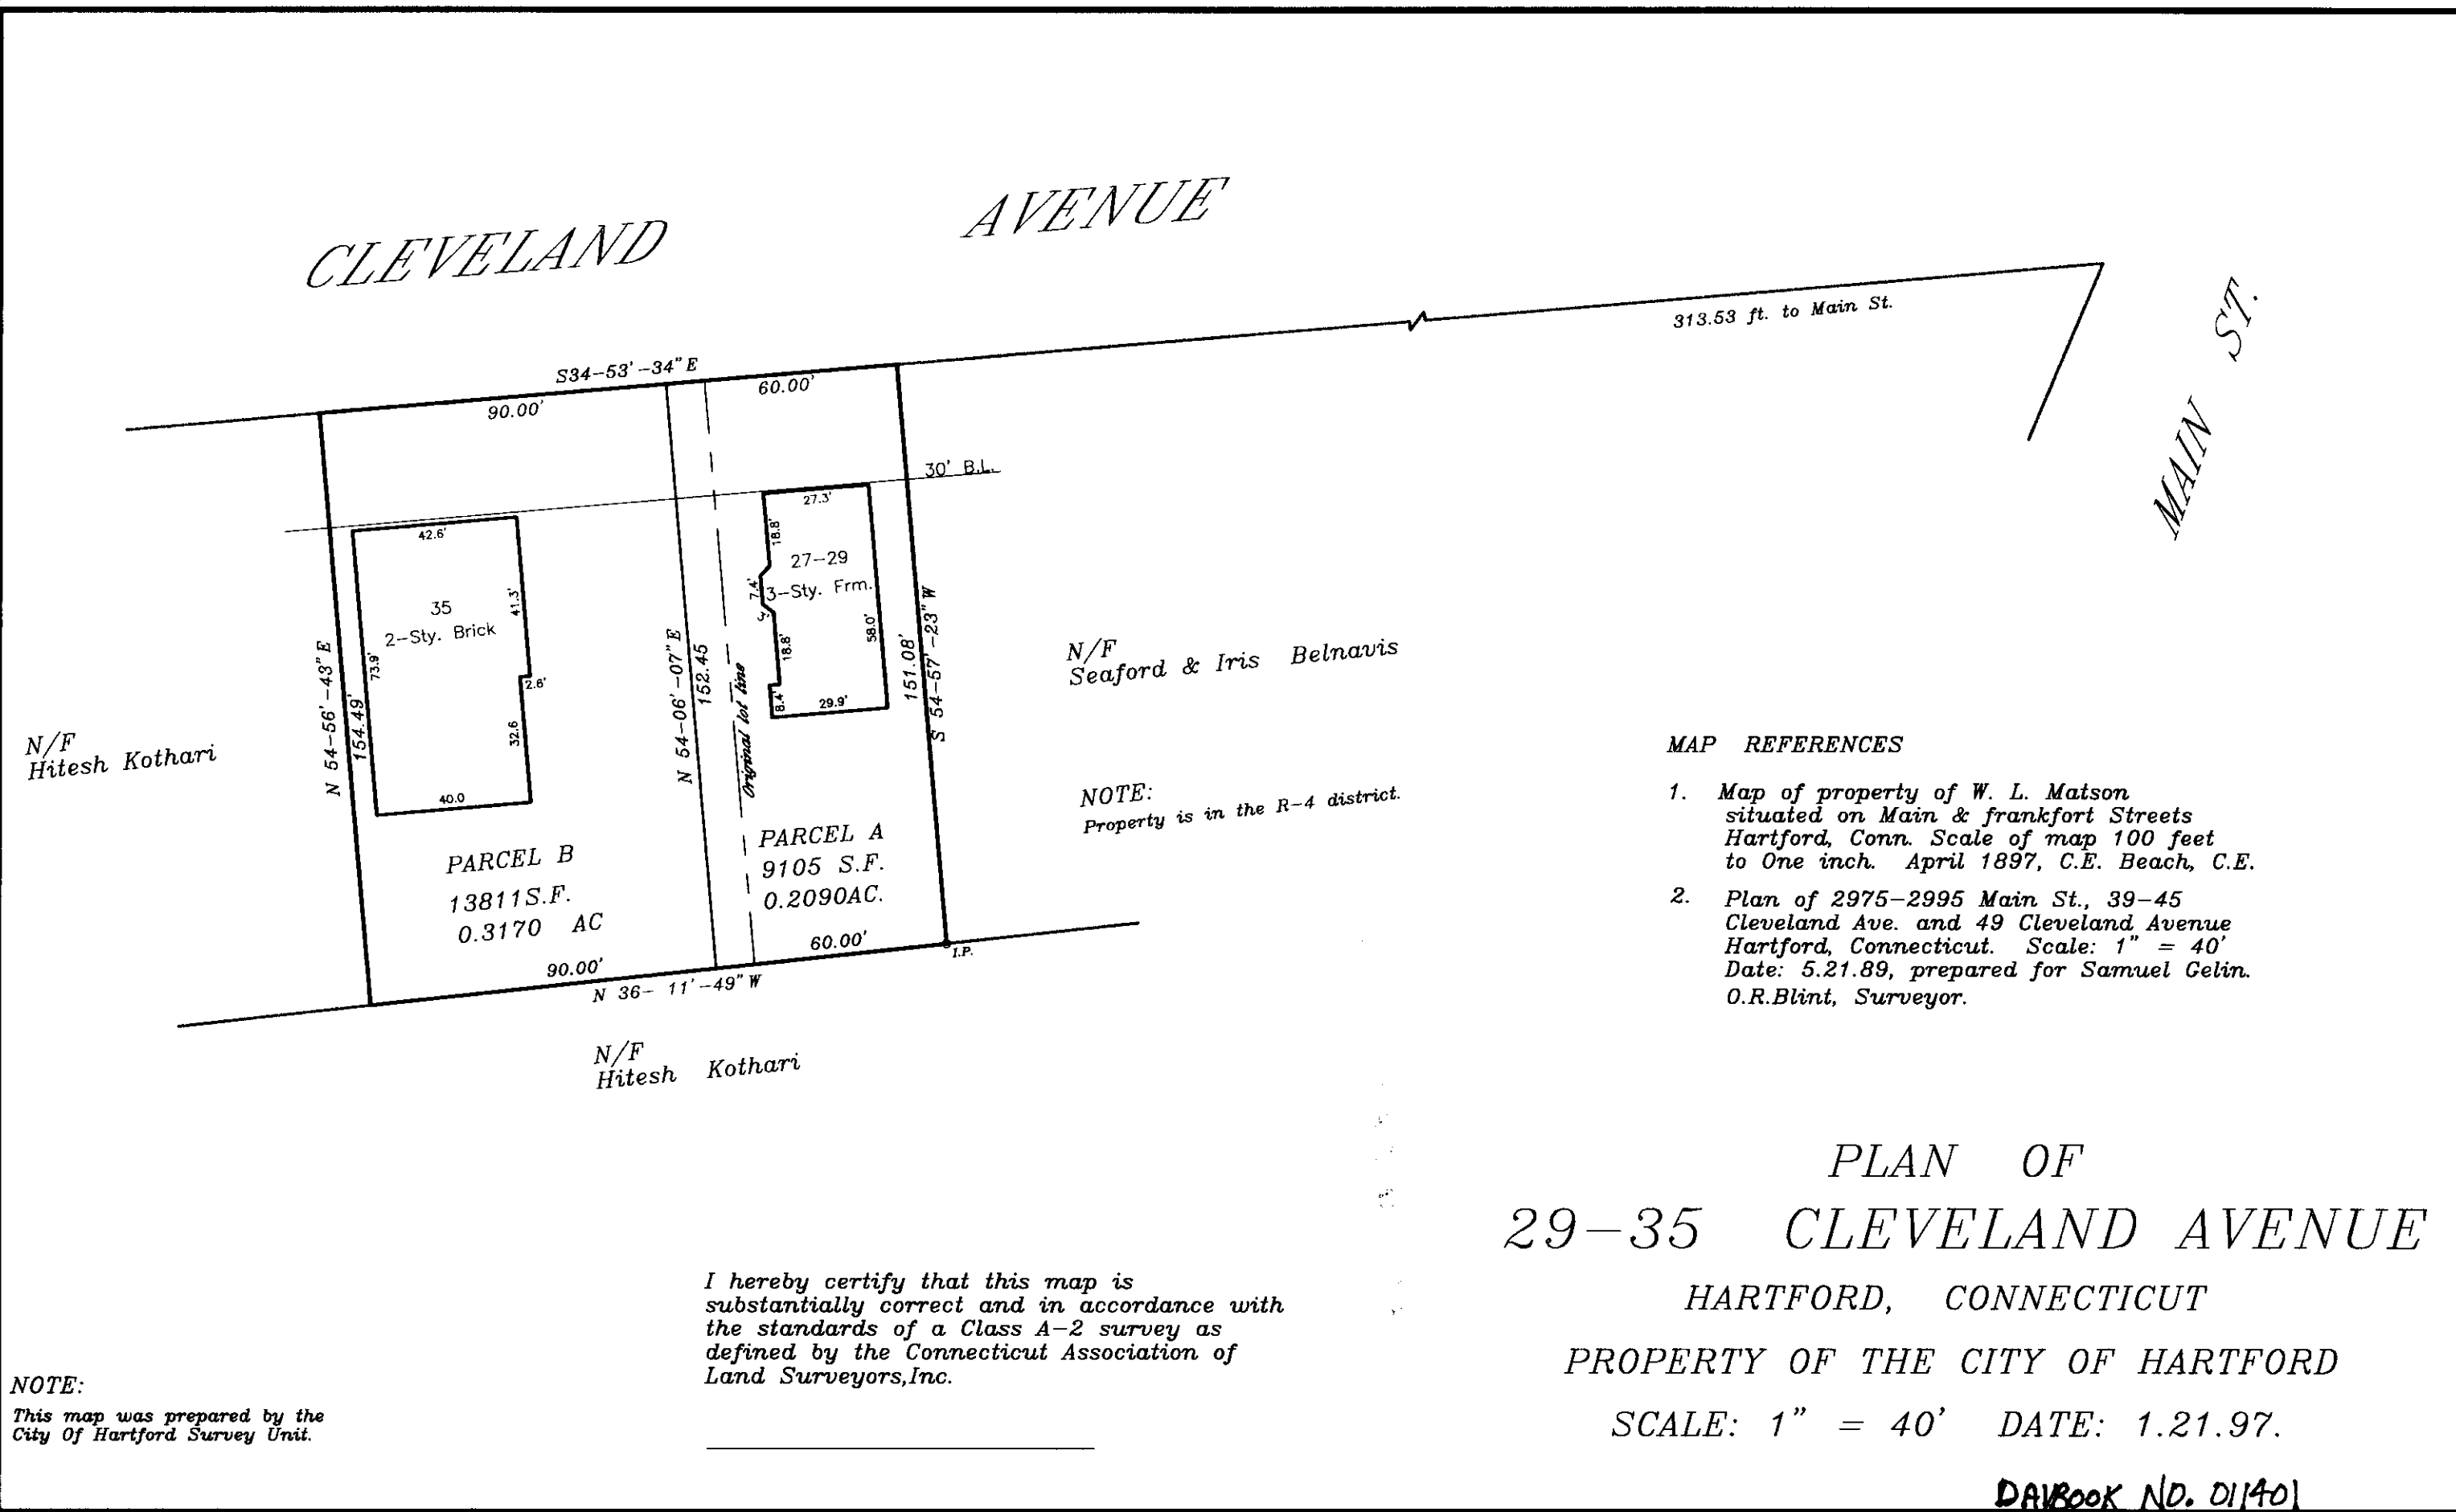 CLEVELAND AVENUE
MAIN ST.
313.53 ft. to Main St.
S34-53'-34" E
90.00'
60.00'
30' B.L.
42.6'
35
2-Sty. Brick
41.3'
73.9'
2.6'
32.6
40.0
27.3'
18.8'
27-29
3-Sty. Frm.
7.4'
18.8'
58.0'
8.4'
29.9'
N 54-56'-43" E
154.49'
N 54-06'-07" E
152.45
Original lot line
151.08'
S 54-57'-23" W
N/F
Hitesh Kothari
N/F
Seaford & Iris Belnavis
NOTE:
Property is in the R-4 district.
PARCEL B
13811S.F.
0.3170 AC
PARCEL A
9105 S.F.
0.2090AC.
90.00'
60.00'
I.P.
N 36- 11'-49" W
N/F
Hitesh Kothari
MAP REFERENCES
1. Map of property of W. L. Matson
situated on Main & frankfort Streets
Hartford, Conn. Scale of map 100 feet
to One inch. April 1897, C.E. Beach, C.E.
2. Plan of 2975-2995 Main St., 39-45
Cleveland Ave. and 49 Cleveland Avenue
Hartford, Connecticut. Scale: 1" = 40'
Date: 5.21.89, prepared for Samuel Gelin.
O.R.Blint, Surveyor.
PLAN OF
29-35 CLEVELAND AVENUE
HARTFORD, CONNECTICUT
PROPERTY OF THE CITY OF HARTFORD
SCALE: 1" = 40' DATE: 1.21.97.
DAYBOOK NO. 011401
I hereby certify that this map is
substantially correct and in accordance with
the standards of a Class A-2 survey as
defined by the Connecticut Association of
Land Surveyors,Inc.
NOTE:
This map was prepared by the
City Of Hartford Survey Unit.